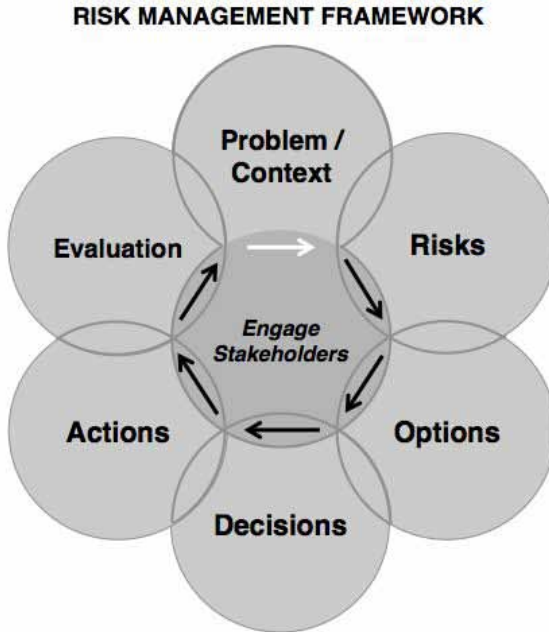 RISK MANAGEMENT FRAMEWORK
Problem /
Context
Risks
Options
Decisions
Actions
Evaluation
Engage
Stakeholders